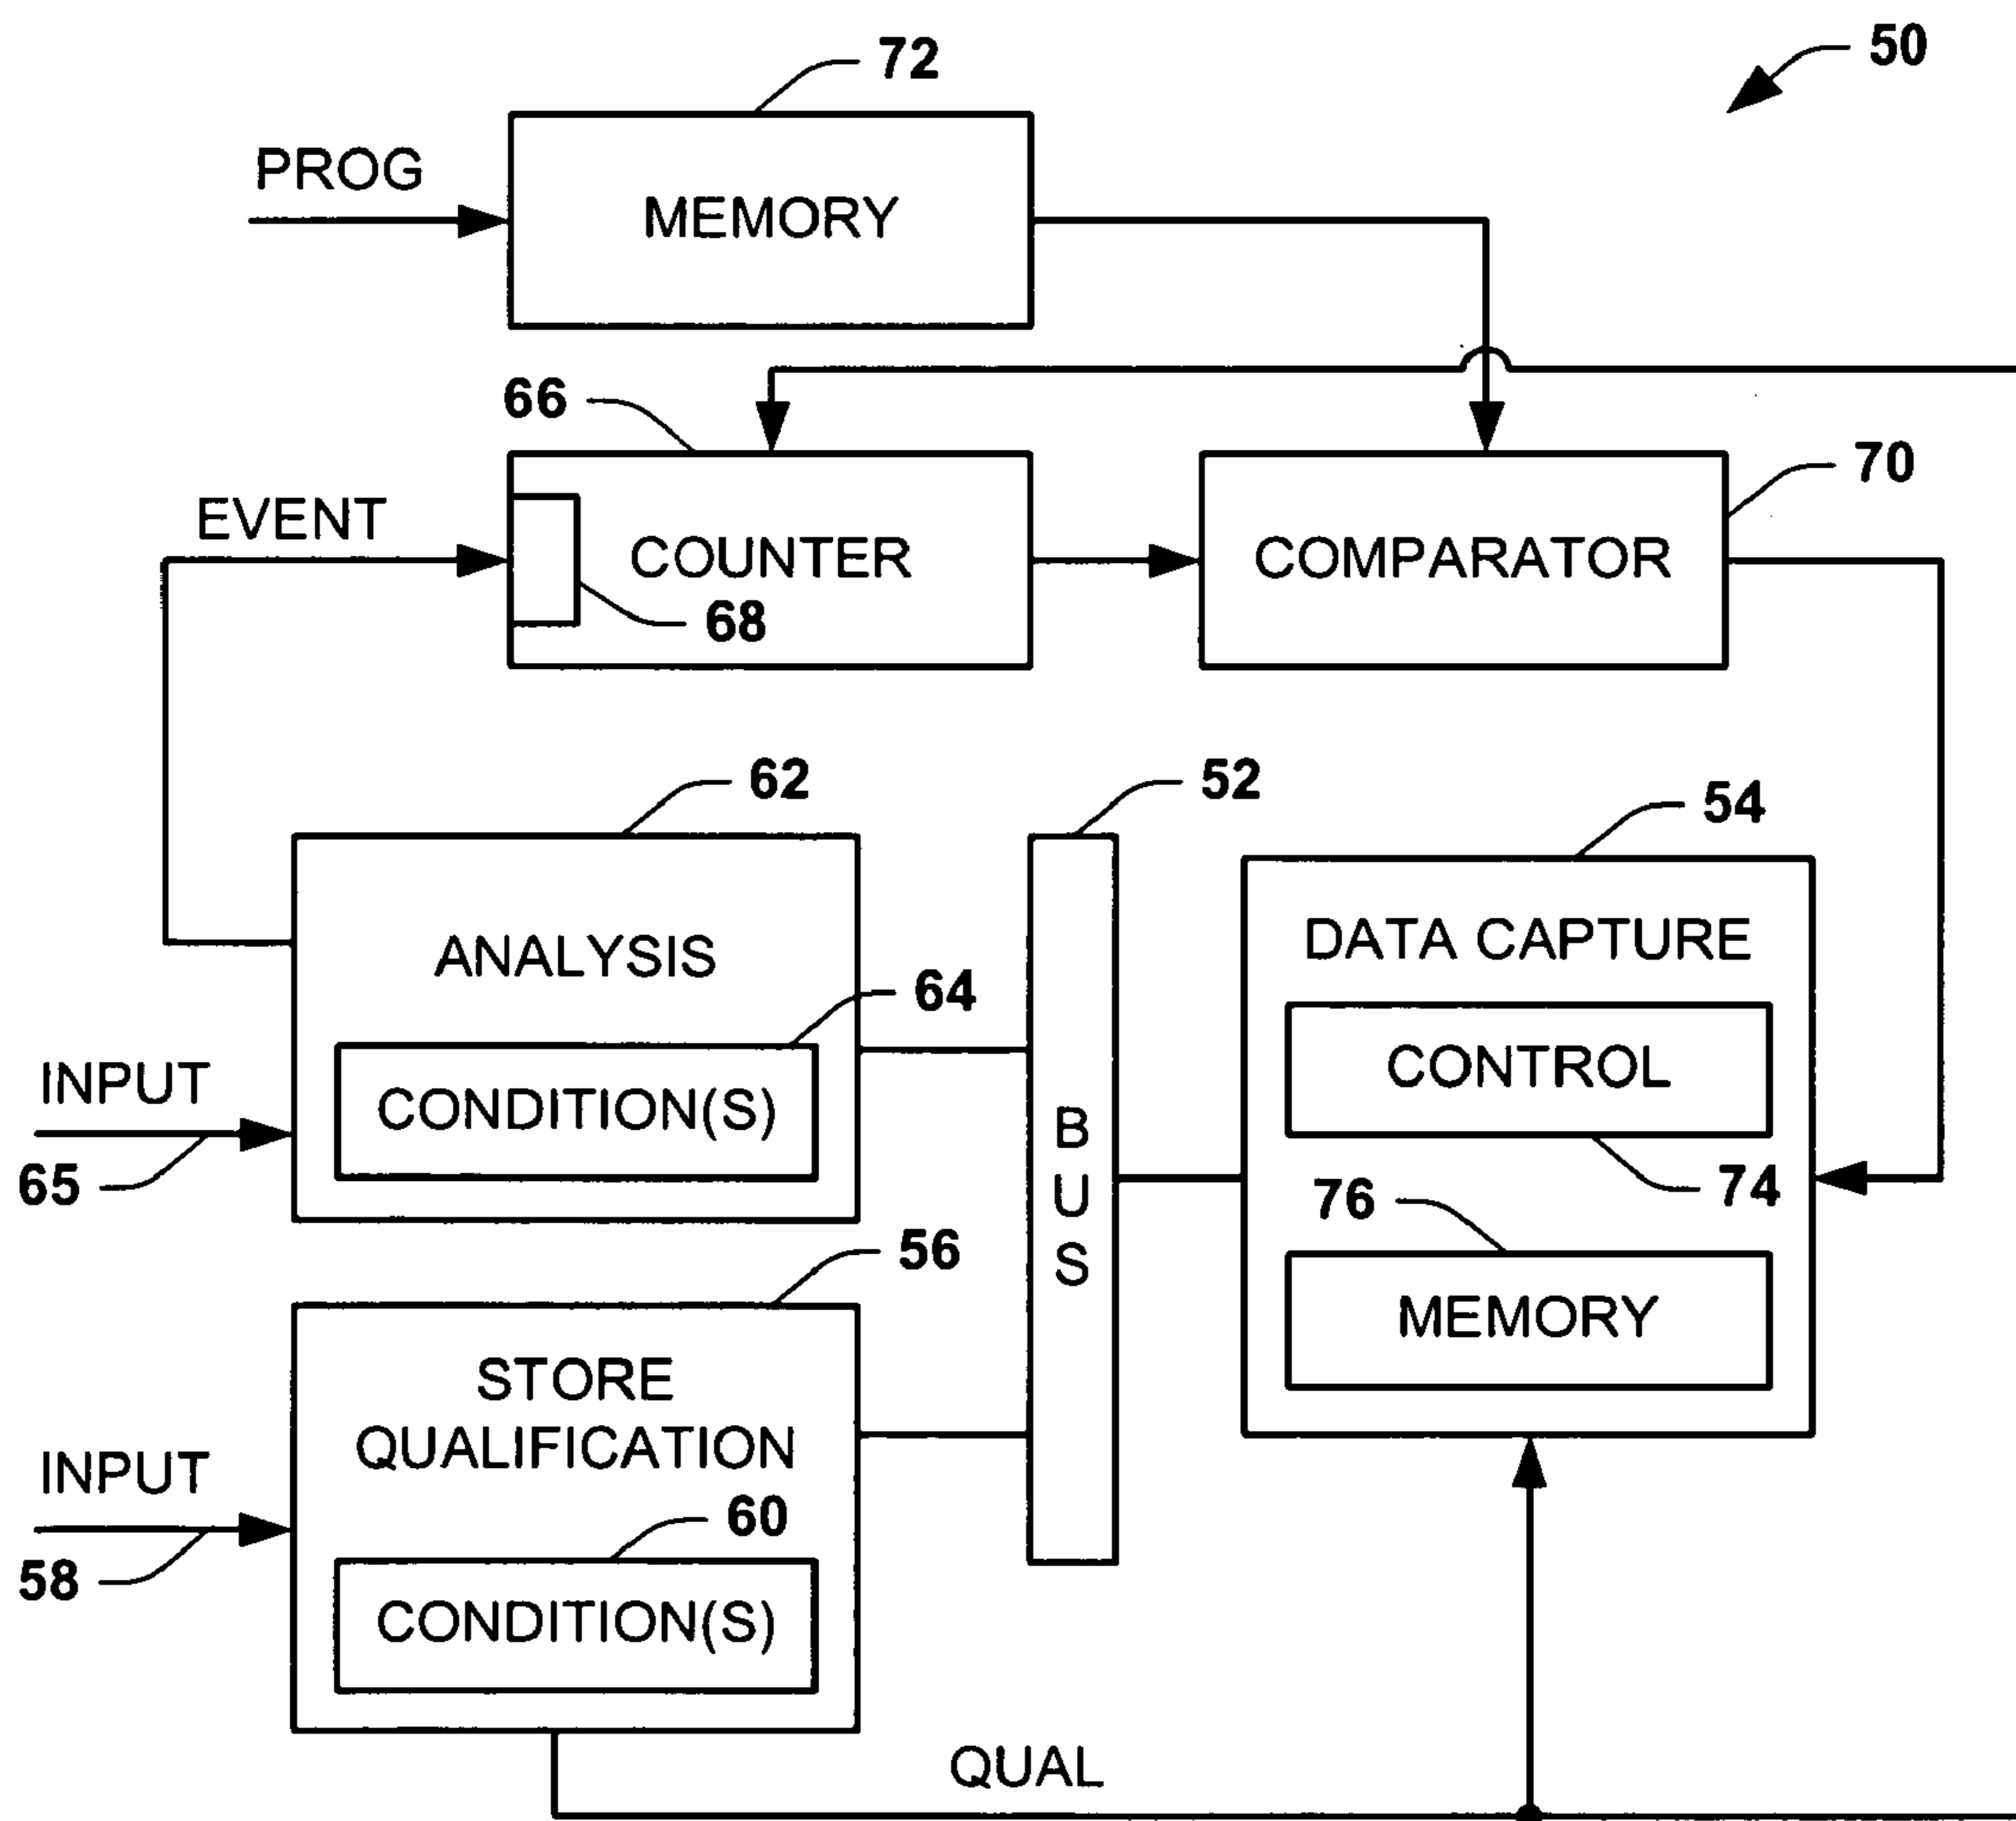 72
50
PROG
MEMORY
66
70
EVENT
COUNTER
COMPARATOR
68
62
52
54
ANALYSIS
DATA CAPTURE
64
CONTROL
INPUT
CONDITION(S)
BUS
65
74
76
56
MEMORY
STORE
QUALIFICATION
INPUT
60
58
CONDITION(S)
QUAL